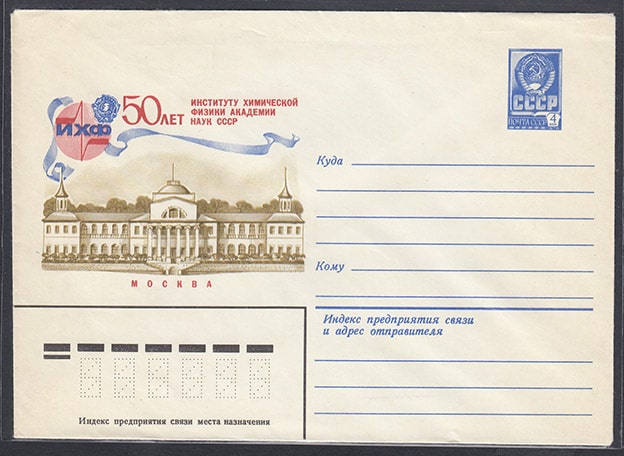 ИХФ
50 ЛЕТ
ИНСТИТУТУ ХИМИЧЕСКОЙ
ФИЗИКИ АКАДЕМИИ
НАУК СССР
МОСКВА
СССР
ПОЧТА СССР 4
Куда
Кому
Индекс предприятия связи
и адрес отправителя
Индекс предприятия связи места назначения